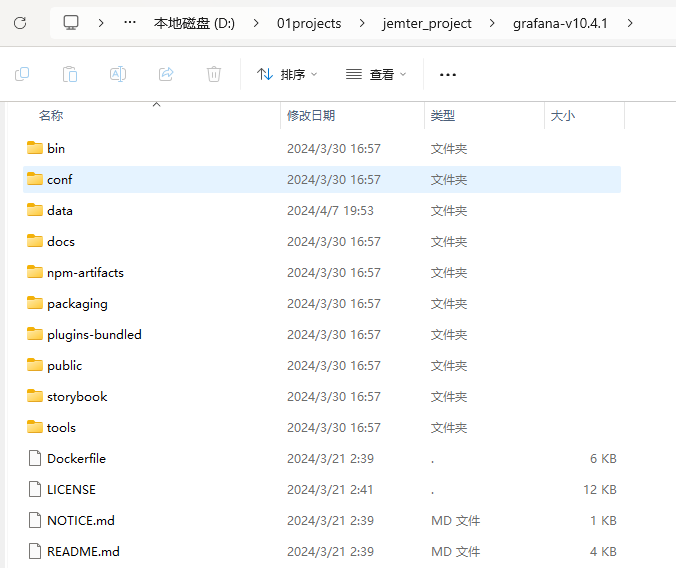 本地磁盘 (D:) 01projects jemter_project grafana-v10.4.1
排序 查看
名称 修改日期 类型 大小
bin 2024/3/30 16:57 文件夹
conf 2024/3/30 16:57 文件夹
data 2024/4/7 19:53 文件夹
docs 2024/3/30 16:57 文件夹
npm-artifacts 2024/3/30 16:57 文件夹
packaging 2024/3/30 16:57 文件夹
plugins-bundled 2024/3/30 16:57 文件夹
public 2024/3/30 16:57 文件夹
storybook 2024/3/30 16:57 文件夹
tools 2024/3/30 16:57 文件夹
Dockerfile 2024/3/21 2:39 . 6 KB
LICENSE 2024/3/21 2:41 . 12 KB
NOTICE.md 2024/3/21 2:39 MD 文件 1 KB
README.md 2024/3/21 2:39 MD 文件 4 KB